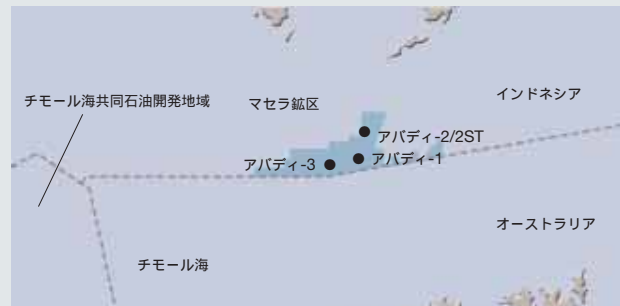 チモール海共同石油開発地域
マセラ鉱区
インドネシア
アバディ-2/2ST
アバディ-1
アバディ-3
オーストラリア
チモール海